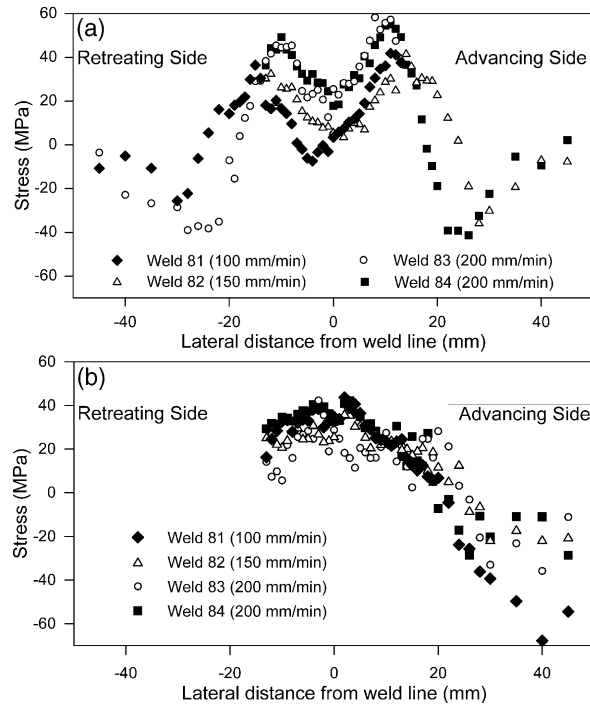 (a)
Retreating Side
Advancing Side
60
40
20
0
-20
-40
-60
Stress (MPa)
Weld 81 (100 mm/min)
Weld 82 (150 mm/min)
Weld 83 (200 mm/min)
Weld 84 (200 mm/min)
-40 -20 0 20 40
Lateral distance from weld line (mm)
(b)
Retreating Side
Advancing Side
60
40
20
0
-20
-40
-60
-70
Stress (MPa)
Weld 81 (100 mm/min)
Weld 82 (150 mm/min)
Weld 83 (200 mm/min)
Weld 84 (200 mm/min)
-40 -20 0 20 40
Lateral distance from weld line (mm)